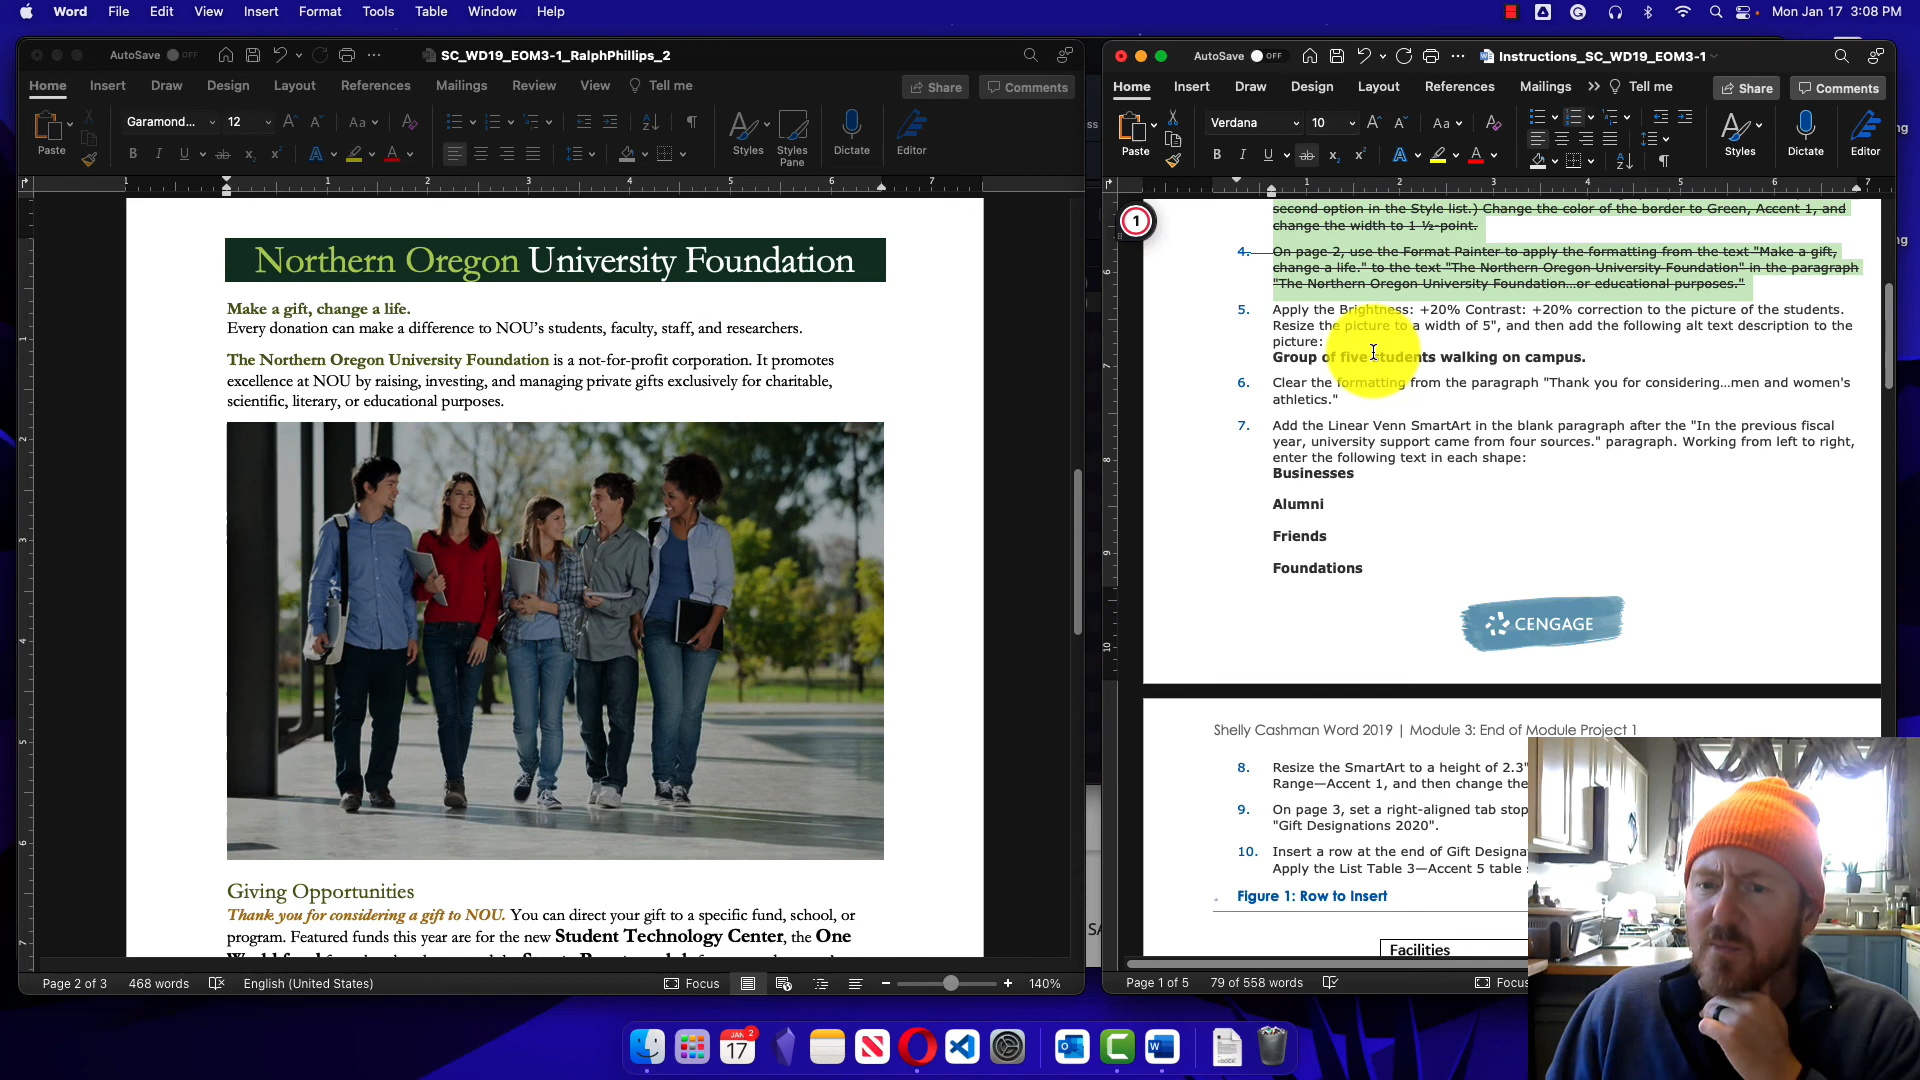 Word File Edit View Insert Format Tools Table Window Help
Mon Jan 17 3:08 PM
AutoSave OFF
SC_WD19_EOM3-1_RalphPhillips_2
Home Insert Draw Design Layout References Mailings Review View Tell me
Share Comments
Paste
Garamond... 12
Styles
Styles Pane
Dictate
Editor
Northern Oregon University Foundation
Make a gift, change a life.
Every donation can make a difference to NOU's students, faculty, staff, and researchers.
The Northern Oregon University Foundation is a not-for-profit corporation. It promotes
excellence at NOU by raising, investing, and managing private gifts exclusively for charitable,
scientific, literary, or educational purposes.
Giving Opportunities
Thank you for considering a gift to NOU. You can direct your gift to a specific fund, school, or
program. Featured funds this year are for the new Student Technology Center, the One
Page 2 of 3 468 words English (United States) Focus 140%
AutoSave OFF
Instructions_SC_WD19_EOM3-1
Home Insert Draw Design Layout References Mailings Tell me
Share Comments
Paste
Verdana 10
Styles
Dictate
Editor
1
second option in the Style list.) Change the color of the border to Green, Accent 1, and
change the width to 1 ½-point.
4. On page 2, use the Format Painter to apply the formatting from the text "Make a gift,
change a life." to the text "The Northern Oregon University Foundation" in the paragraph
"The Northern Oregon University Foundation...or educational purposes."
5. Apply the Brightness: +20% Contrast: +20% correction to the picture of the students.
Resize the picture to a width of 5", and then add the following alt text description to the
picture:
Group of five students walking on campus.
6. Clear the formatting from the paragraph "Thank you for considering...men and women's
athletics."
7. Add the Linear Venn SmartArt in the blank paragraph after the "In the previous fiscal
year, university support came from four sources." paragraph. Working from left to right,
enter the following text in each shape:
Businesses
Alumni
Friends
Foundations
CENGAGE
Shelly Cashman Word 2019 | Module 3: End of Module Project 1
8. Resize the SmartArt to a height of 2.3"
Range—Accent 1, and then change the
9. On page 3, set a right-aligned tab stop
"Gift Designations 2020".
10. Insert a row at the end of Gift Designa
Apply the List Table 3—Accent 5 table
Figure 1: Row to Insert
Facilities
Page 1 of 5 79 of 558 words Focus
JAN 17 2